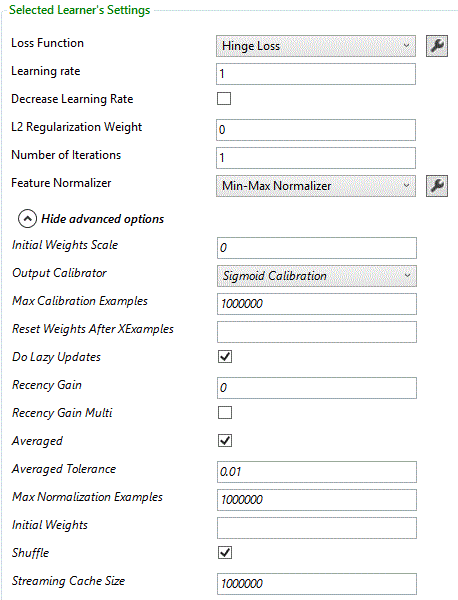 Selected Learner's Settings
Loss Function Hinge Loss
Learning rate 1
Decrease Learning Rate
L2 Regularization Weight 0
Number of Iterations 1
Feature Normalizer Min-Max Normalizer
Hide advanced options
Initial Weights Scale 0
Output Calibrator Sigmoid Calibration
Max Calibration Examples 1000000
Reset Weights After XExamples
Do Lazy Updates
Recency Gain 0
Recency Gain Multi
Averaged
Averaged Tolerance 0.01
Max Normalization Examples 1000000
Initial Weights
Shuffle
Streaming Cache Size 1000000